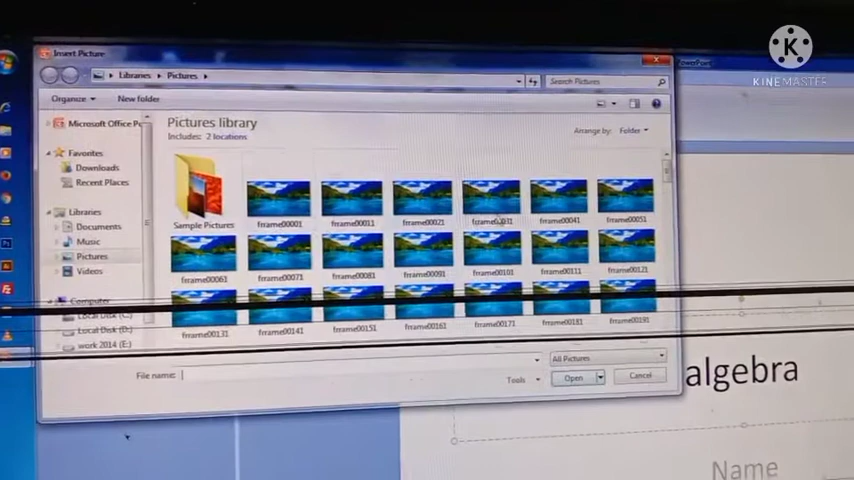 Insert Picture
PowerPoint
K
KINEMASTER
Libraries
Pictures
Search Pictures
Organize
New folder
Microsoft Office Po
Pictures library
Includes: 2 locations
Arrange by: Folder
Favorites
Downloads
Recent Places
Libraries
Documents
Music
Pictures
Videos
Computer
Local Disk (C:)
Local Disk (D:)
work 2014 (E:)
Sample Pictures
frrame00001
frrame00011
frrame00021
frrame00031
frrame00041
frrame00051
frrame00061
frrame00071
frrame00081
frrame00091
frrame00101
frrame00111
frrame00121
frrame00131
frrame00141
frrame00151
frrame00161
frrame00171
frrame00181
frrame00191
File name:
All Pictures
Tools
Open
Cancel
algebra
Name